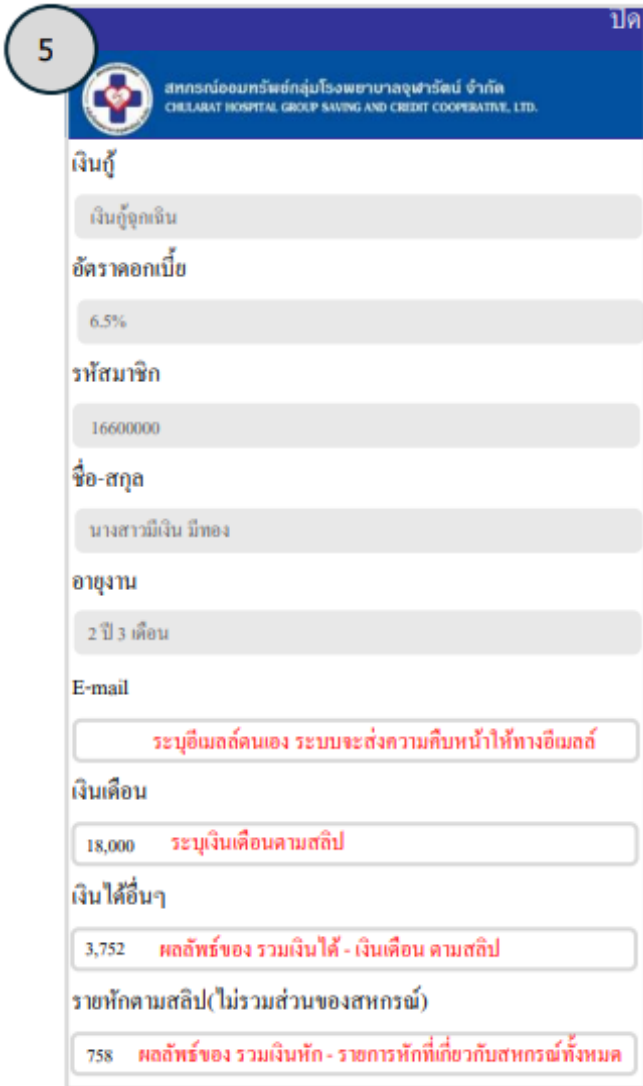 ปิด
5
สหกรณ์ออมทรัพย์กลุ่มโรงพยาบาลจุฬารัตน์ จำกัด
CHULARAT HOSPITAL GROUP SAVING AND CREDIT COOPERATIVE, LTD.
เงินกู้
เงินกู้ฉุกเฉิน
อัตราดอกเบี้ย
6.5%
รหัสมาชิก
16600000
ชื่อ-สกุล
นางสาวมีเงิน มีทอง
อายุงาน
2 ปี 3 เดือน
E-mail
ระบุอีเมลล์ตนเอง ระบบจะส่งความคืบหน้าให้ทางอีเมลล์
เงินเดือน
18,000 ระบุเงินเดือนตามสลิป
เงินได้อื่นๆ
3,752 ผลลัพธ์ของ รวมเงินได้ - เงินเดือน ตามสลิป
รายหักตามสลิป(ไม่รวมส่วนของสหกรณ์)
758 ผลลัพธ์ของ รวมเงินหัก - รายการหักที่เกี่ยวกับสหกรณ์ทั้งหมด